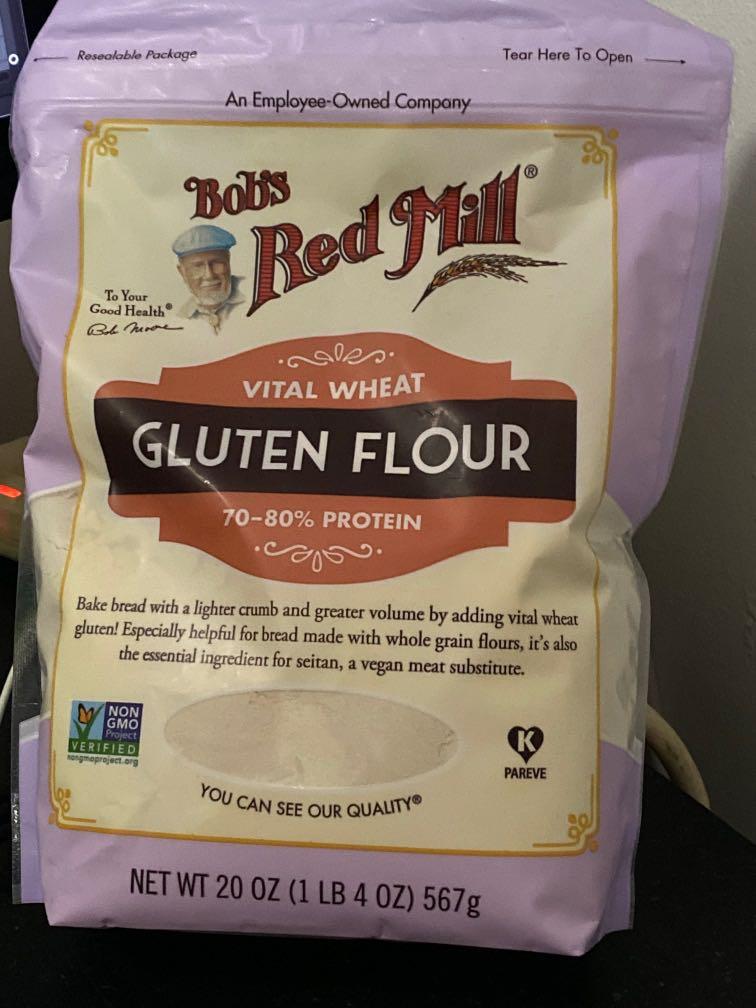 Resealable Package
Tear Here To Open
An Employee-Owned Company
Bob's
Red Mill®
To Your
Good Health®
Bob Moore
VITAL WHEAT
GLUTEN FLOUR
70-80% PROTEIN
Bake bread with a lighter crumb and greater volume by adding vital wheat
gluten! Especially helpful for bread made with whole grain flours, it's also
the essential ingredient for seitan, a vegan meat substitute.
NON
GMO
Project
VERIFIED
nongmoproject.org
K
PAREVE
YOU CAN SEE OUR QUALITY®
NET WT 20 OZ (1 LB 4 OZ) 567g